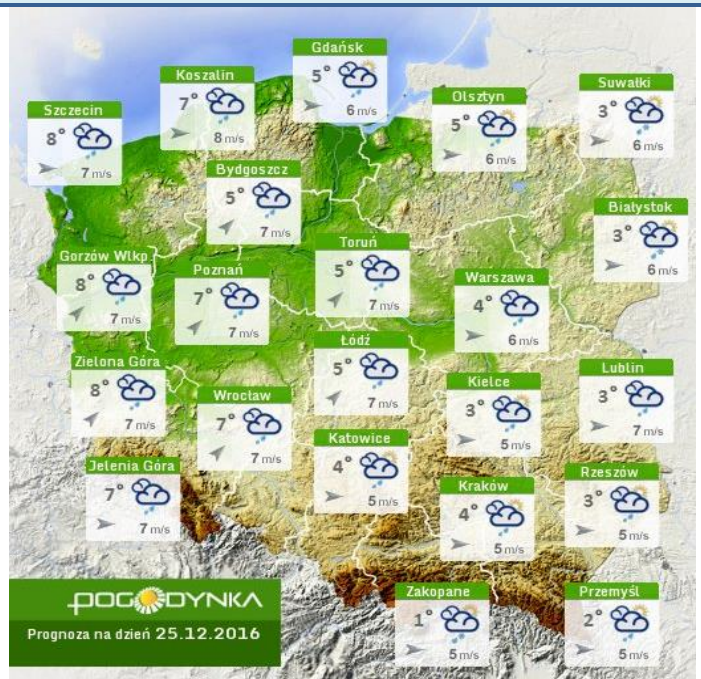 Gdańsk
5°
6 m/s
Koszalin
7°
8 m/s
Suwałki
3°
6 m/s
Olsztyn
5°
6 m/s
Szczecin
8°
7 m/s
Bydgoszcz
5°
7 m/s
Białystok
3°
6 m/s
Toruń
5°
7 m/s
Gorzów Wlkp
8°
7 m/s
Poznań
7°
7 m/s
Warszawa
4°
6 m/s
Łódź
5°
7 m/s
Zielona Góra
8°
7 m/s
Lublin
3°
7 m/s
Kielce
3°
5 m/s
Wrocław
7°
7 m/s
Katowice
4°
5 m/s
Jelenia Góra
7°
7 m/s
Rzeszów
3°
5 m/s
Kraków
4°
5 m/s
Zakopane
1°
5 m/s
Przemyśl
2°
5 m/s
POGODYNKA
Prognoza na dzień 25.12.2016